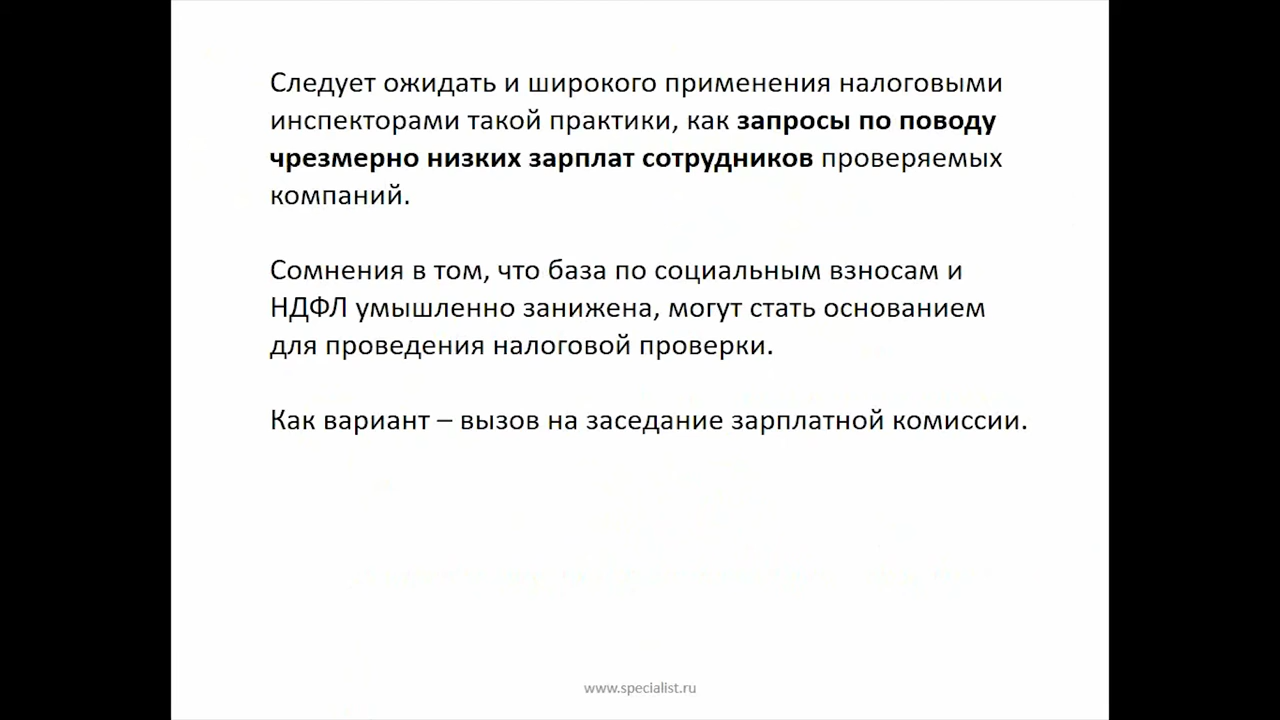 Следует ожидать и широкого применения налоговыми
инспекторами такой практики, как запросы по поводу
чрезмерно низких зарплат сотрудников проверяемых
компаний.
Сомнения в том, что база по социальным взносам и
НДФЛ умышленно занижена, могут стать основанием
для проведения налоговой проверки.
Как вариант – вызов на заседание зарплатной комиссии.
www.specialist.ru